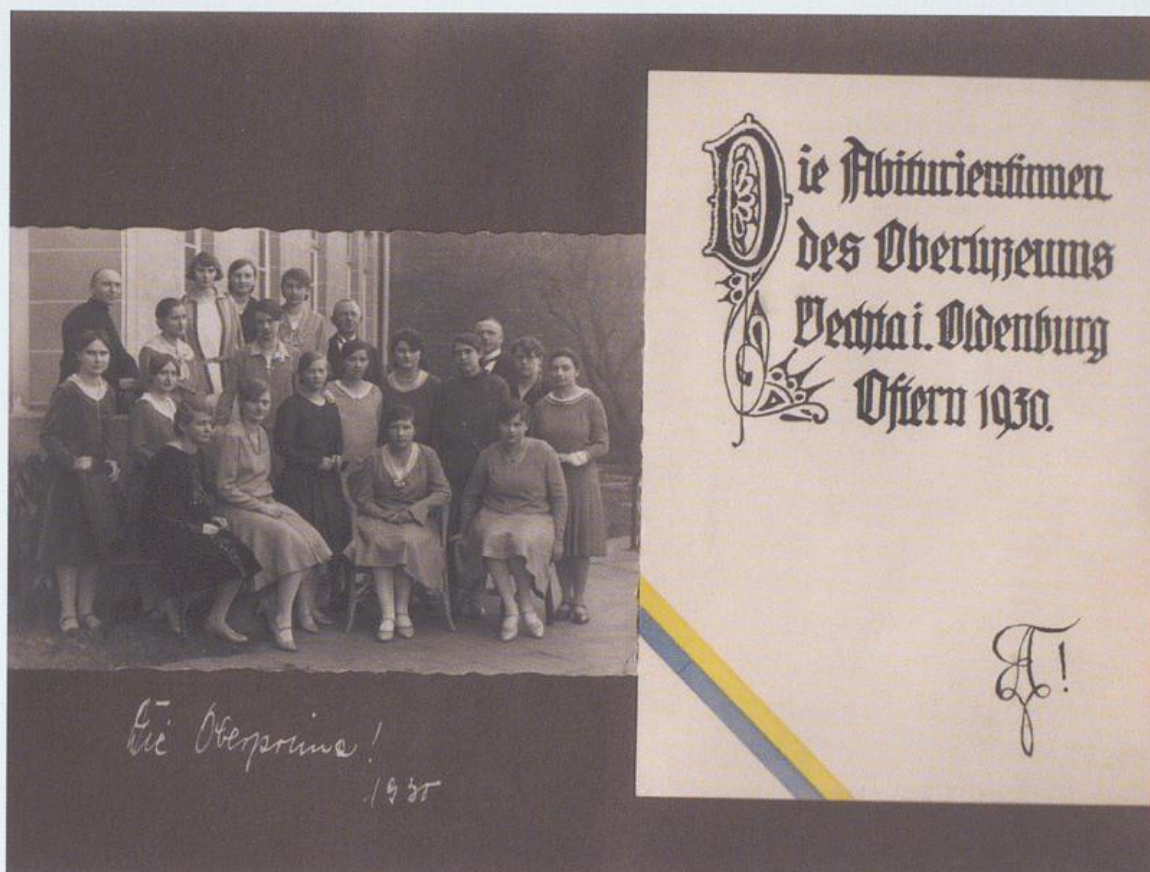 Die Abiturientinnen
des Oberlyzeums
Vechta i. Oldenburg
Ostern 1930.
A!
Die Oberprima!
1930